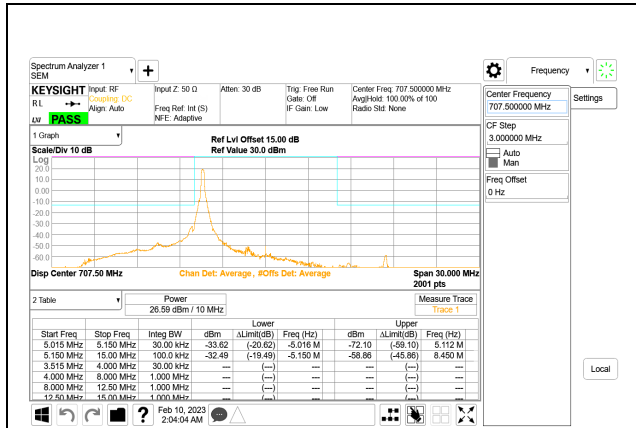 Spectrum Analyzer 1
SEM
Frequency
KEYSIGHT
Input: RF
Coupling: DC
Align: Auto
Input Z: 50 Ω
Freq Ref: Int (S)
NFE: Adaptive
Atten: 30 dB
Trig: Free Run
Gate: Off
IF Gain: Low
Center Freq: 707.500000 MHz
Avg|Hold: 100.00% of 100
Radio Std: None
R L
LXI PASS
Center Frequency
707.500000 MHz
Settings
CF Step
3.000000 MHz
Auto
Man
Freq Offset
0 Hz
Local
1 Graph
Scale/Div 10 dB
Ref Lvl Offset 15.00 dB
Ref Value 30.0 dBm
Log
20.0
10.0
0.00
-10.0
-20.0
-30.0
-40.0
-50.0
-60.0
Disp Center 707.50 MHz
Chan Det: Average, #Offs Det: Average
Span 30.000 MHz
2001 pts
2 Table
Power
26.59 dBm / 10 MHz
Measure Trace
Trace 1
Lower Upper
Start Freq Stop Freq Integ BW dBm ΔLimit(dB) Freq (Hz) dBm ΔLimit(dB) Freq (Hz)
5.015 MHz 5.150 MHz 30.00 kHz -33.62 (-20.62) -5.016 M -72.10 (-59.10) 5.112 M
5.150 MHz 15.00 MHz 100.0 kHz -32.49 (-19.49) -5.150 M -58.86 (-45.86) 8.450 M
3.515 MHz 4.000 MHz 30.00 kHz --- (---) --- (---)
4.000 MHz 8.000 MHz 1.000 MHz --- (---) --- (---)
8.000 MHz 12.50 MHz 1.000 MHz --- (---) --- (---)
12.50 MHz 15.00 MHz 1.000 MHz --- (---) --- (---)
?
Feb 10, 2023
2:04:04 AM